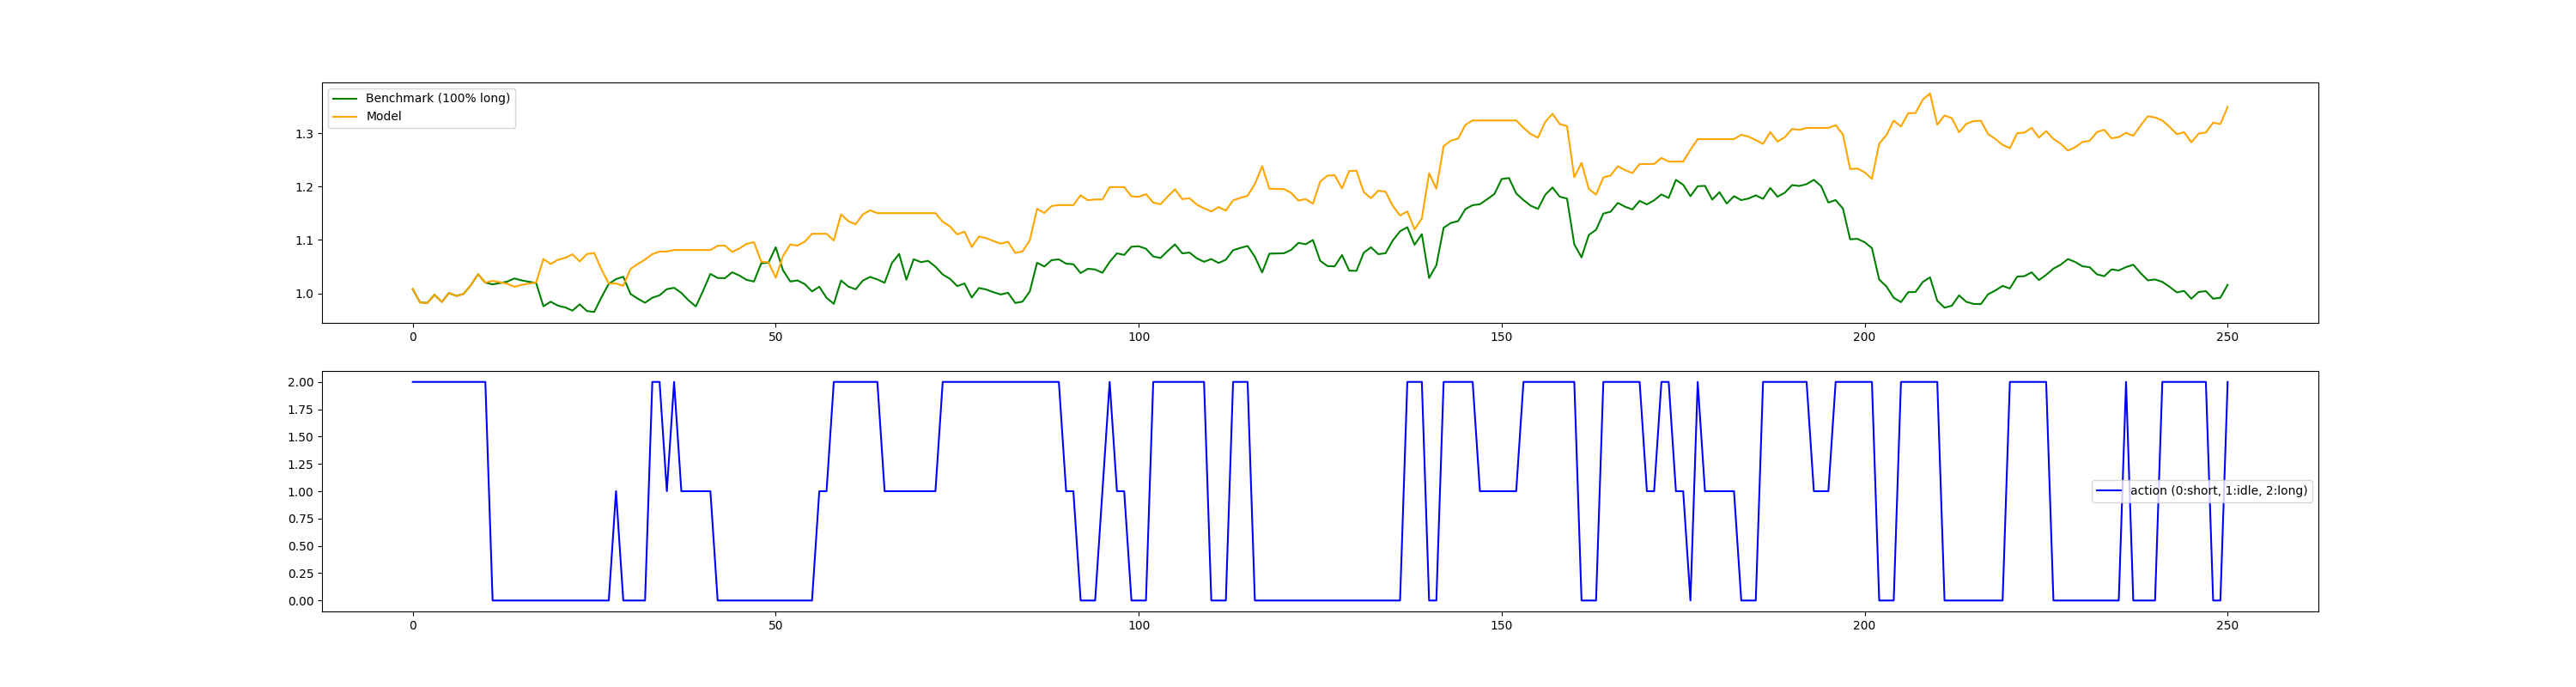 Benchmark (100% long)
Model
1.3
1.2
1.1
1.0
0 50 100 150 200 250
2.00
1.75
1.50
1.25
1.00
0.75
0.50
0.25
0.00
action (0:short, 1:idle, 2:long)
0 50 100 150 200 250